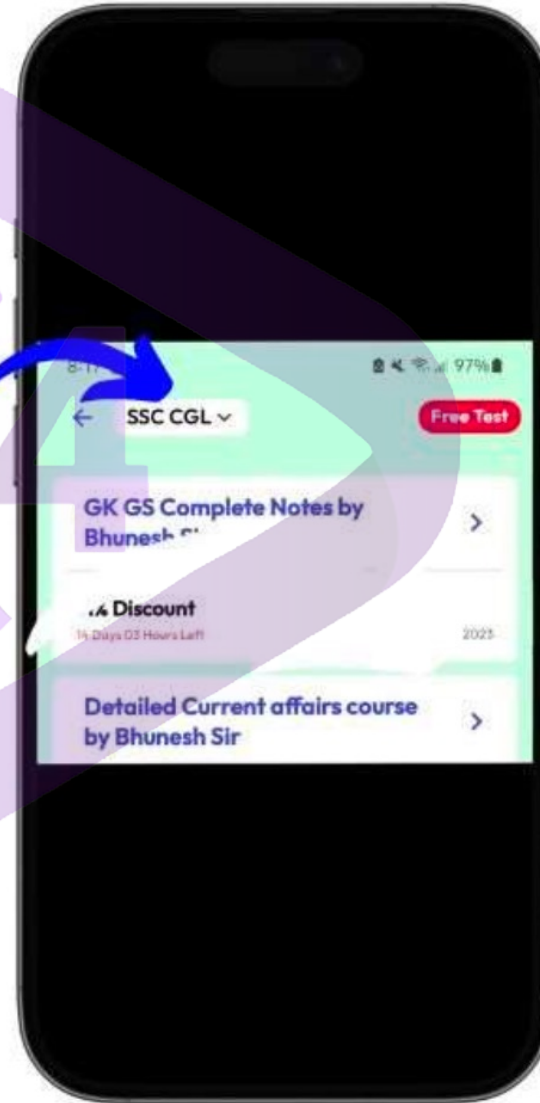 97%
SSC CGL
Free Test
GK GS Complete Notes by
Bhunesh
Discount
14 Days 03 Hours Left
2023
Detailed Current affairs course
by Bhunesh Sir